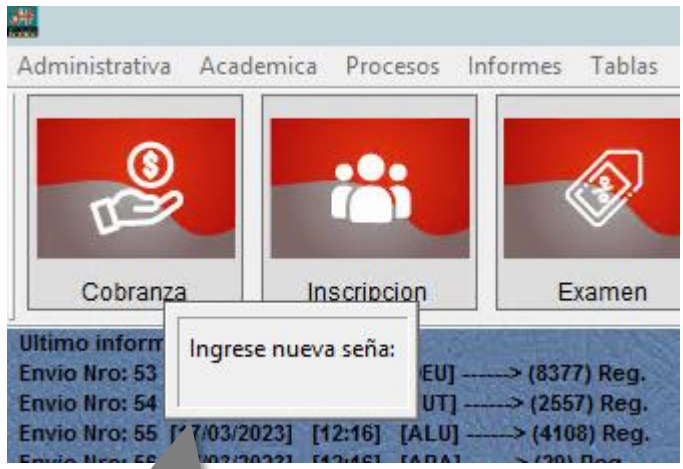 Administrativa Academica Procesos Informes Tablas
Cobranza Inscripcion Examen
Ingrese nueva seña:
Ultimo inform
Envio Nro: 53 EU] ------> (8377) Reg.
Envio Nro: 54 UT] ------> (2557) Reg.
Envio Nro: 55 [17/03/2023] [12:16] [ALU] ------> (4108) Reg.